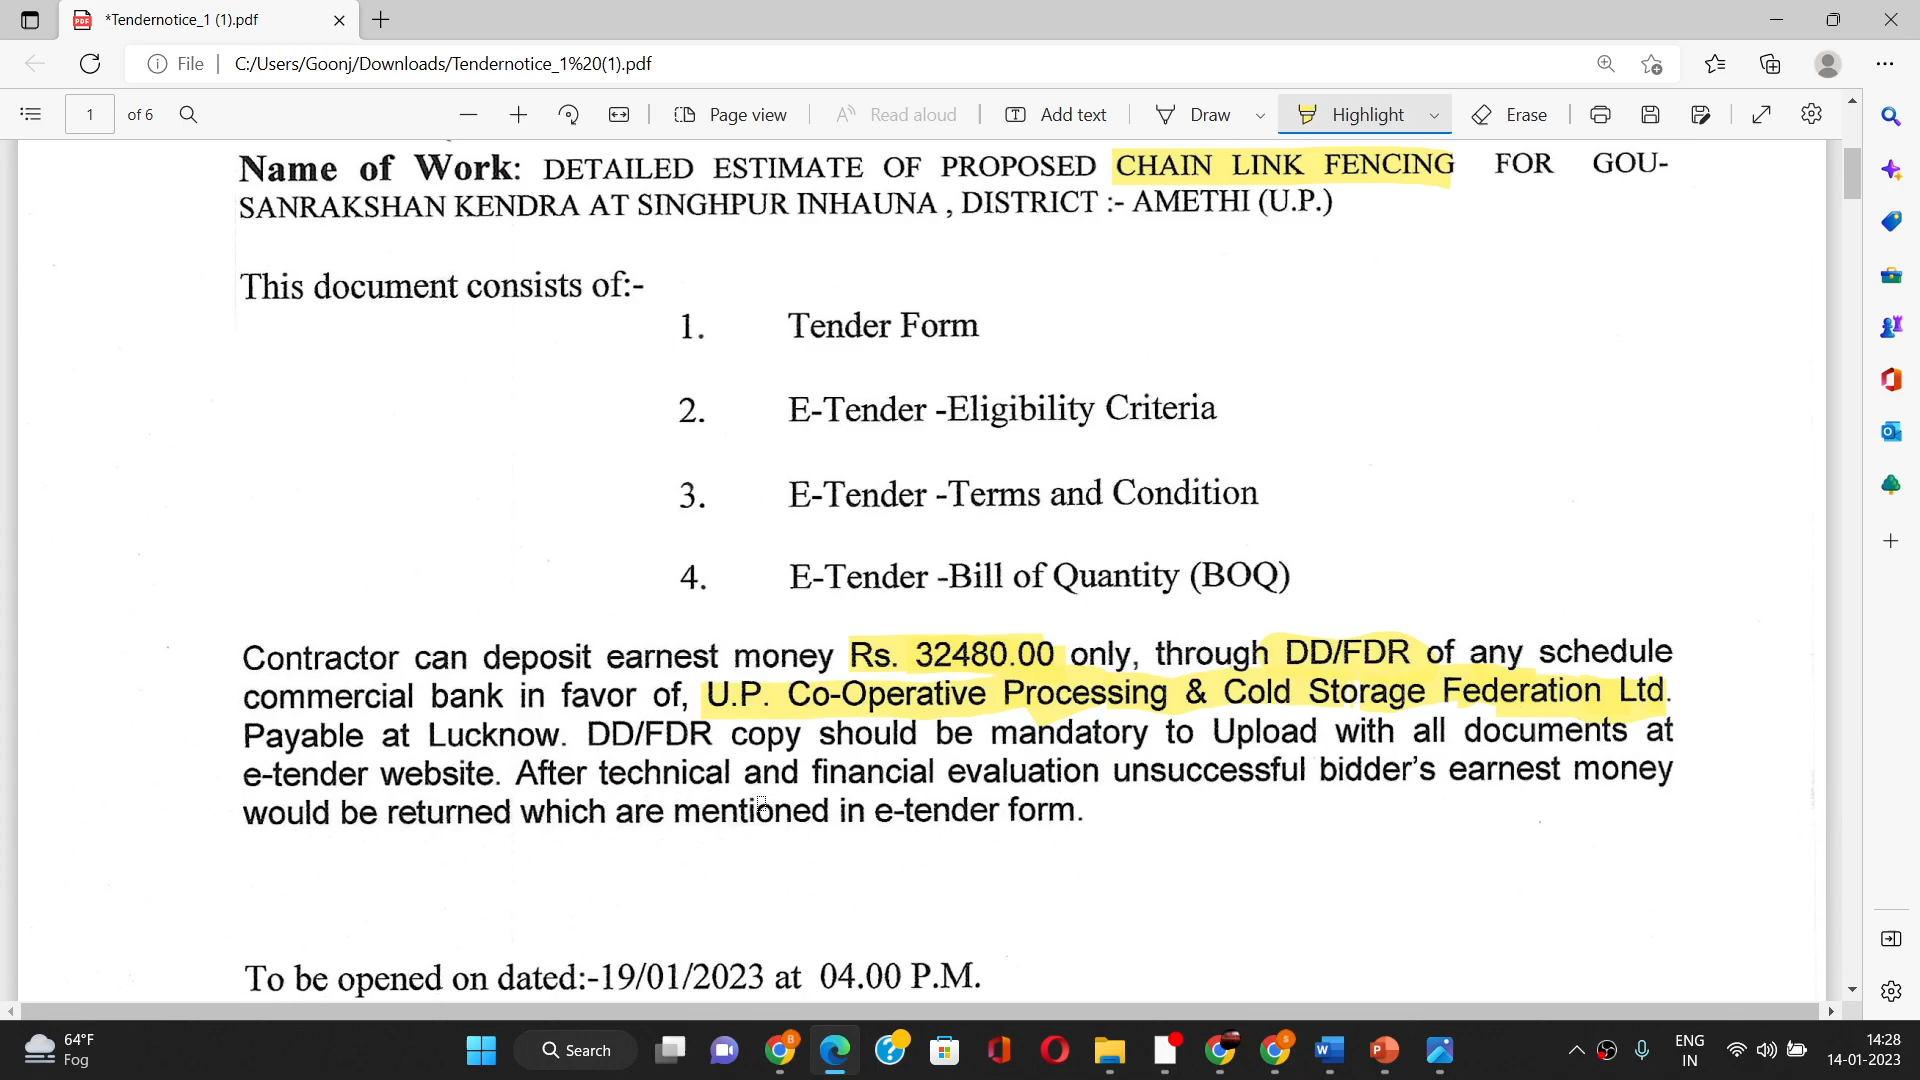 *Tendernotice_1 (1).pdf
File
C:/Users/Goonj/Downloads/Tendernotice_1%20(1).pdf
1
of 6
Page view
Read aloud
Add text
Draw
Highlight
Erase
Name of Work: DETAILED ESTIMATE OF PROPOSED CHAIN LINK FENCING FOR GOU-
SANRAKSHAN KENDRA AT SINGHPUR INHAUNA , DISTRICT :- AMETHI (U.P.)
This document consists of:-
1. Tender Form
2. E-Tender -Eligibility Criteria
3. E-Tender -Terms and Condition
4. E-Tender -Bill of Quantity (BOQ)
Contractor can deposit earnest money Rs. 32480.00 only, through DD/FDR of any schedule
commercial bank in favor of, U.P. Co-Operative Processing & Cold Storage Federation Ltd.
Payable at Lucknow. DD/FDR copy should be mandatory to Upload with all documents at
e-tender website. After technical and financial evaluation unsuccessful bidder's earnest money
would be returned which are mentioned in e-tender form.
To be opened on dated:-19/01/2023 at 04.00 P.M.
64°F
Fog
Search
ENG
IN
14:28
14-01-2023